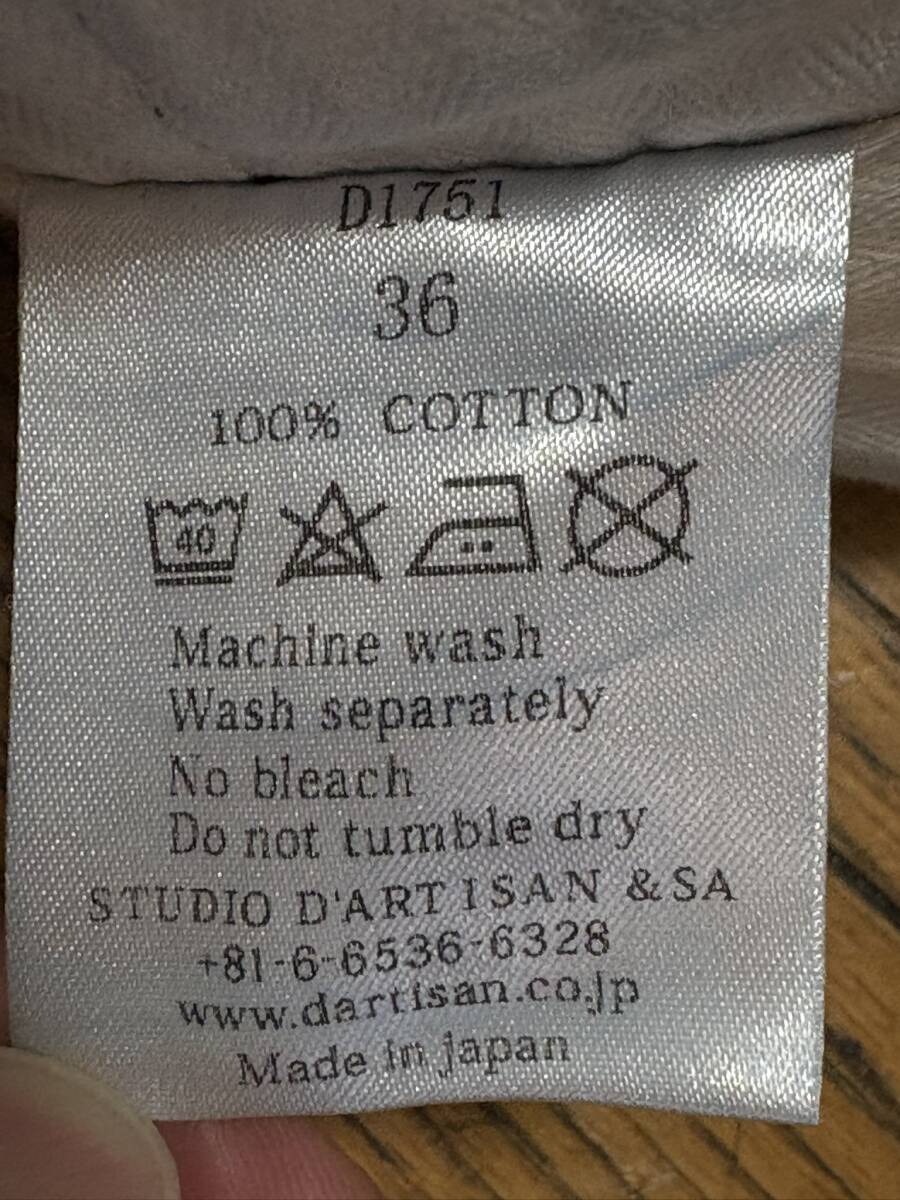 D1751
36
100% COTTON
40
Machine wash
Wash separately
No bleach
Do not tumble dry
STUDIO D'ARTISAN & SA
+81-6-6536-6328
www.dartisan.co.jp
Made in japan